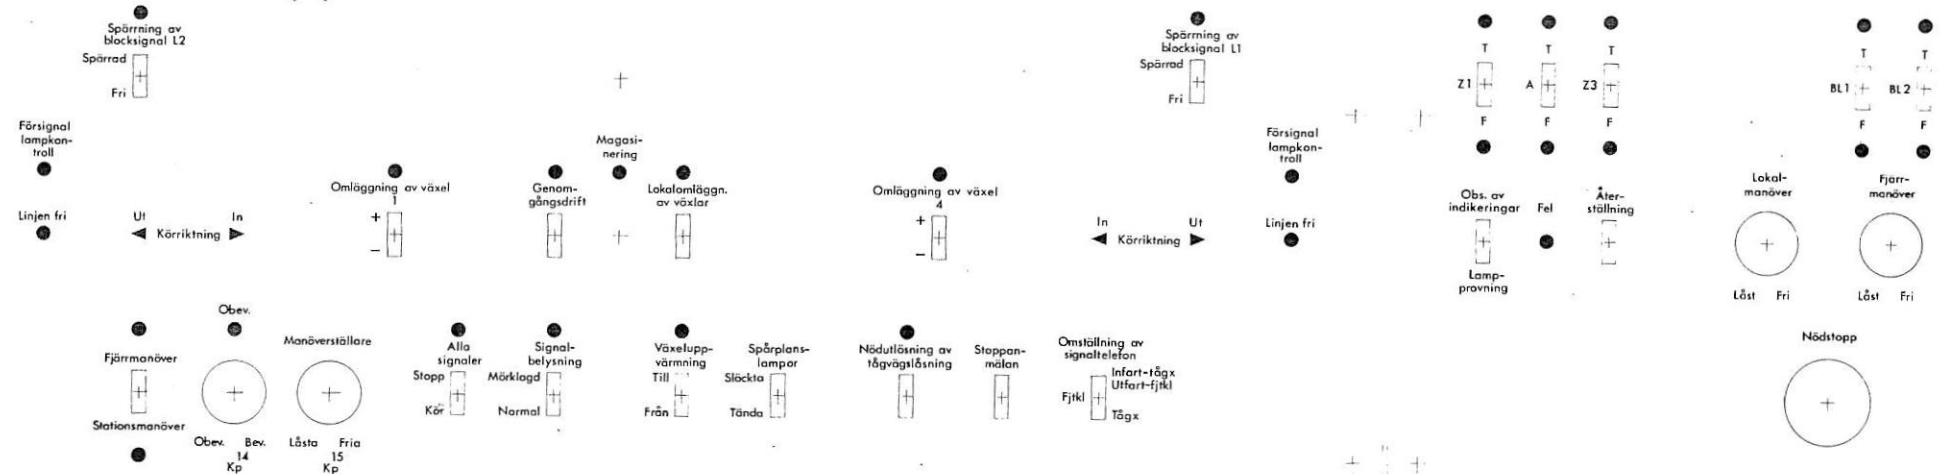 Spärrning av
blocksignal L2
Spärrad
Fri
Spärrning av
blocksignal L1
Spärrad
Fri
T
Z1
F
T
A
F
T
Z3
F
T
BL1
F
T
BL2
F
Försignal
lampkon-
troll
Linjen fri
Ut
In
Körriktning
Omläggning av växel
1
+
−
Genom-
gångsdrift
Magasi-
nering
Lokalomläggn.
av växlar
Omläggning av växel
4
+
−
In
Ut
Körriktning
Försignal
lampkon-
troll
Linjen fri
Obs. av
indikeringar
Lamp-
provning
Fel
Åter-
ställning
Lokal-
manöver
Låst Fri
Fjärr-
manöver
Låst Fri
Fjärrmanöver
Stationsmanöver
Obev.
Obev. Bev.
14
Kp
Manöverställare
Låsta Fria
15
Kp
Alla
signaler
Stopp
Kör
Signal-
belysning
Mörklagd
Normal
Växelupp-
värmning
Till
Från
Spårplans-
lampor
Släckta
Tända
Nödutlösning av
tågvägslåsning
Stoppan-
mälan
Omställning av
signaltelefon
Infart-tågx
Utfart-fjtkl
Fjtkl
Tågx
Nödstopp